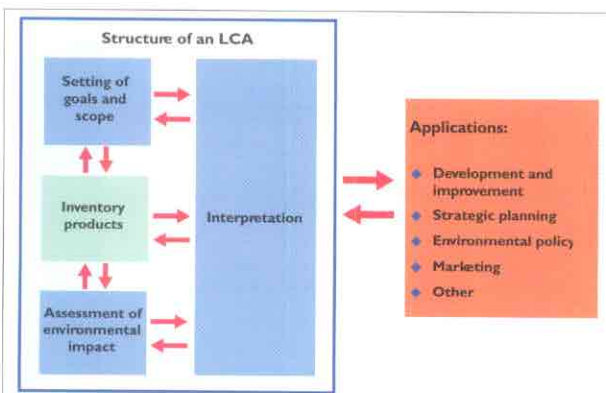 Structure of an LCA
Setting of
goals and
scope
Inventory
products
Assessment of
environmental
impact
Interpretation
Applications:
Development and
improvement
Strategic planning
Environmental policy
Marketing
Other